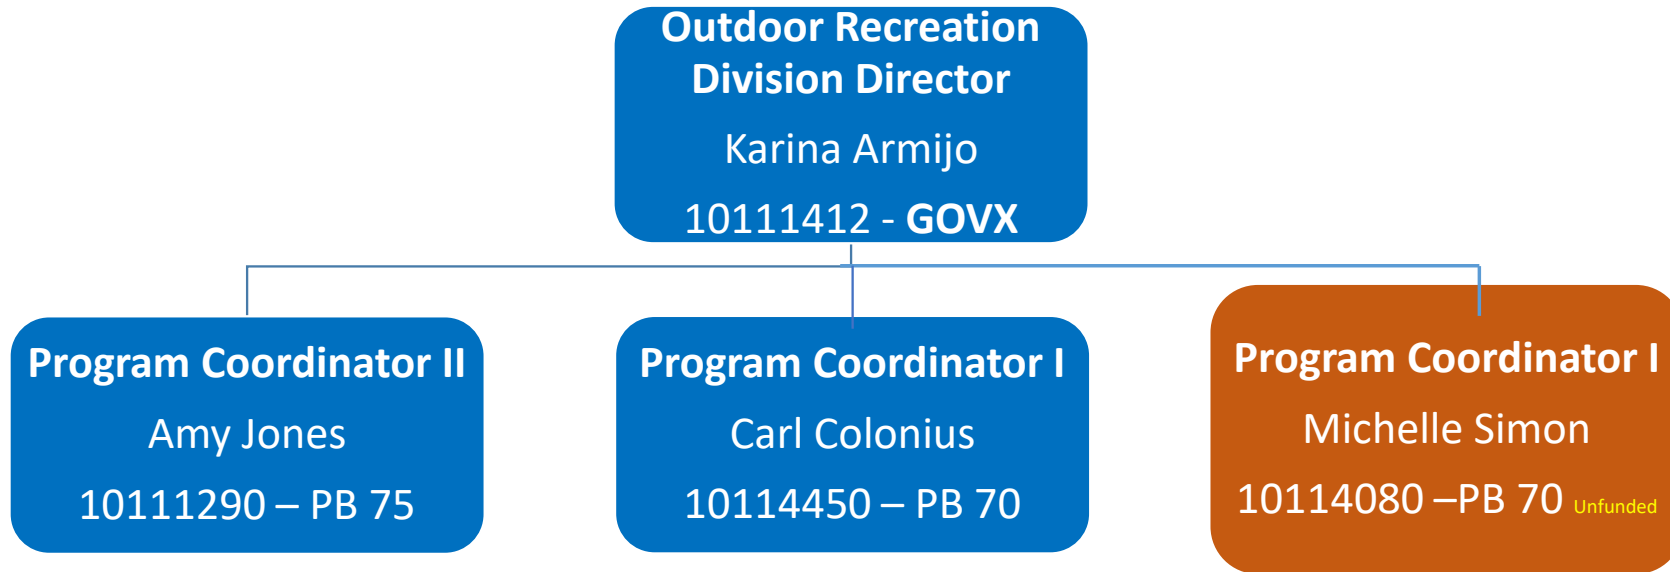 Outdoor Recreation
Division Director
Karina Armijo
10111412 - GOVX
Program Coordinator II
Amy Jones
10111290 – PB 75
Program Coordinator I
Carl Colonius
10114450 – PB 70
Program Coordinator I
Michelle Simon
10114080 –PB 70 Unfunded